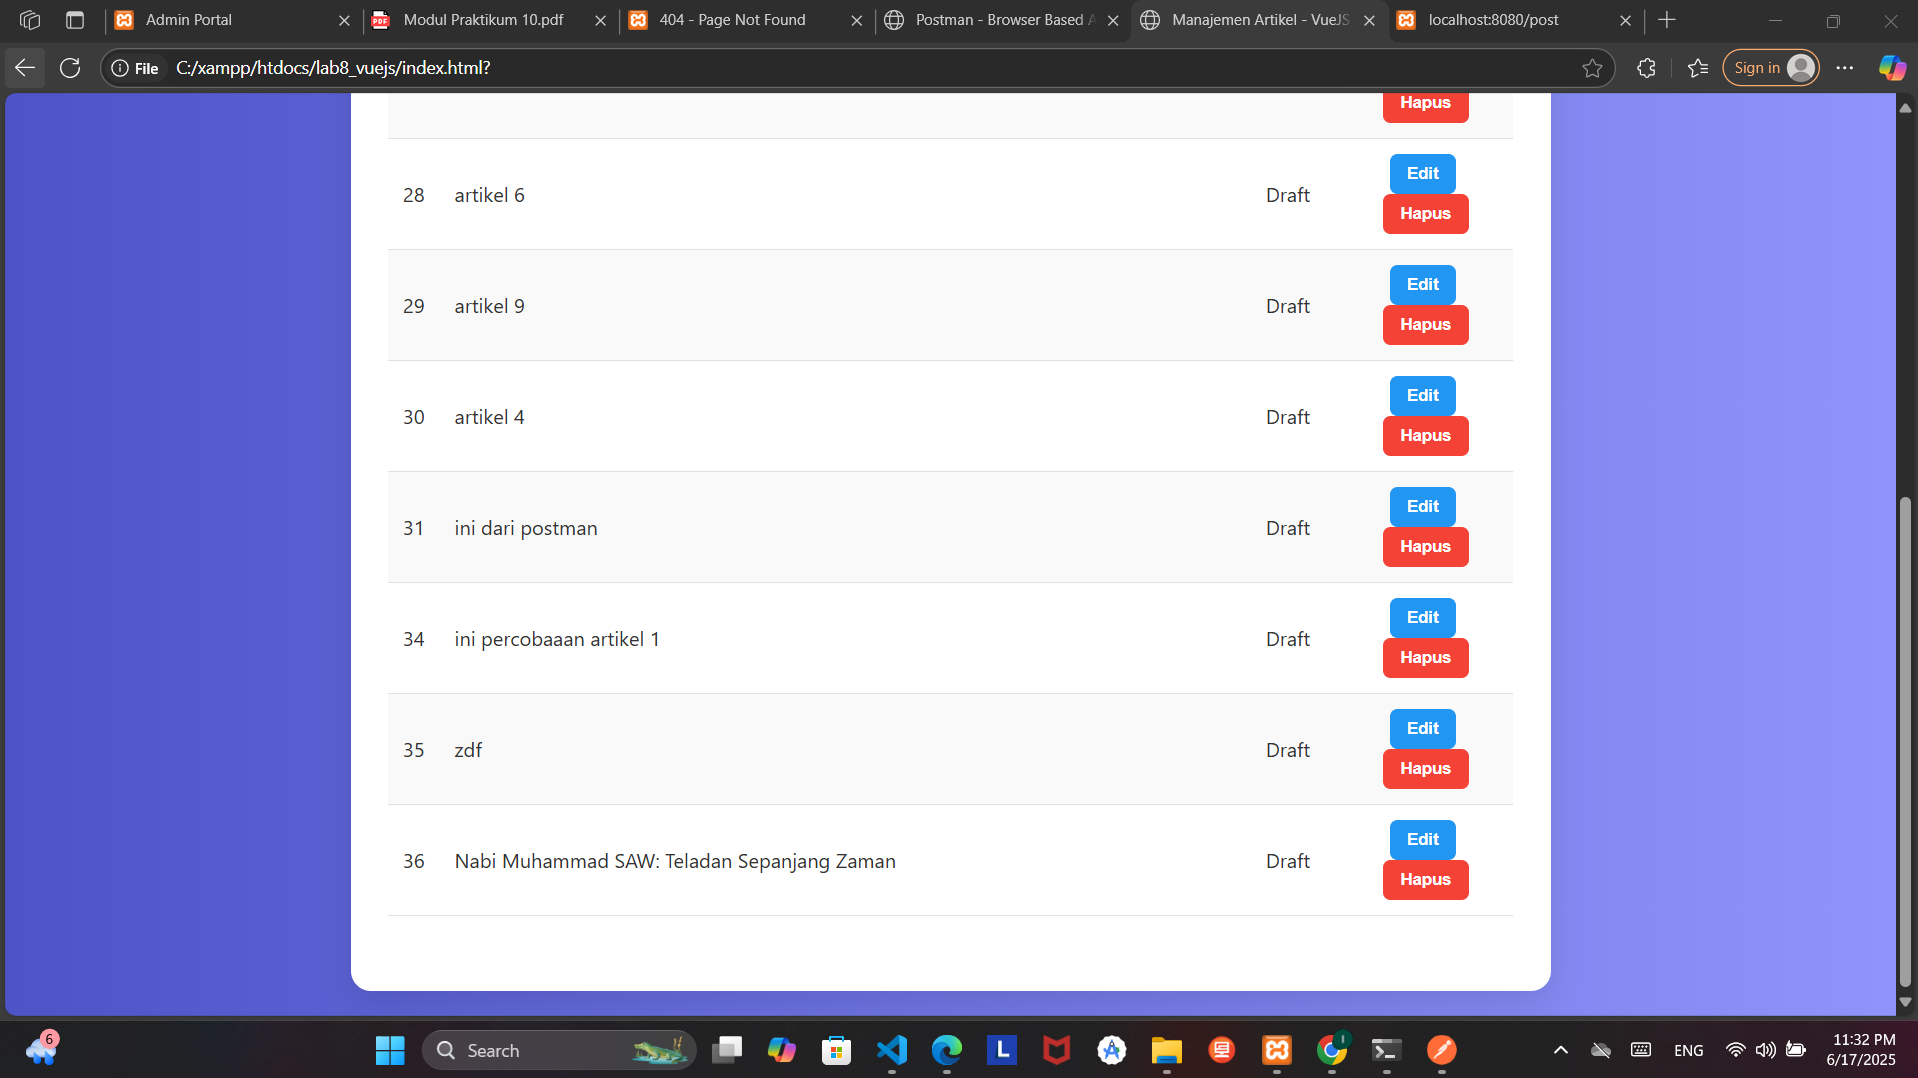 Admin Portal
Modul Praktikum 10.pdf
404 - Page Not Found
Postman - Browser Based A
Manajemen Artikel - VueJS
localhost:8080/post
File
C:/xampp/htdocs/lab8_vuejs/index.html?
Sign in
Hapus
28 artikel 6 Draft Edit
Hapus
29 artikel 9 Draft Edit
Hapus
30 artikel 4 Draft Edit
Hapus
31 ini dari postman Draft Edit
Hapus
34 ini percobaaan artikel 1 Draft Edit
Hapus
35 zdf Draft Edit
Hapus
36 Nabi Muhammad SAW: Teladan Sepanjang Zaman Draft Edit
Hapus
6
Search
L
ENG
11:32 PM
6/17/2025